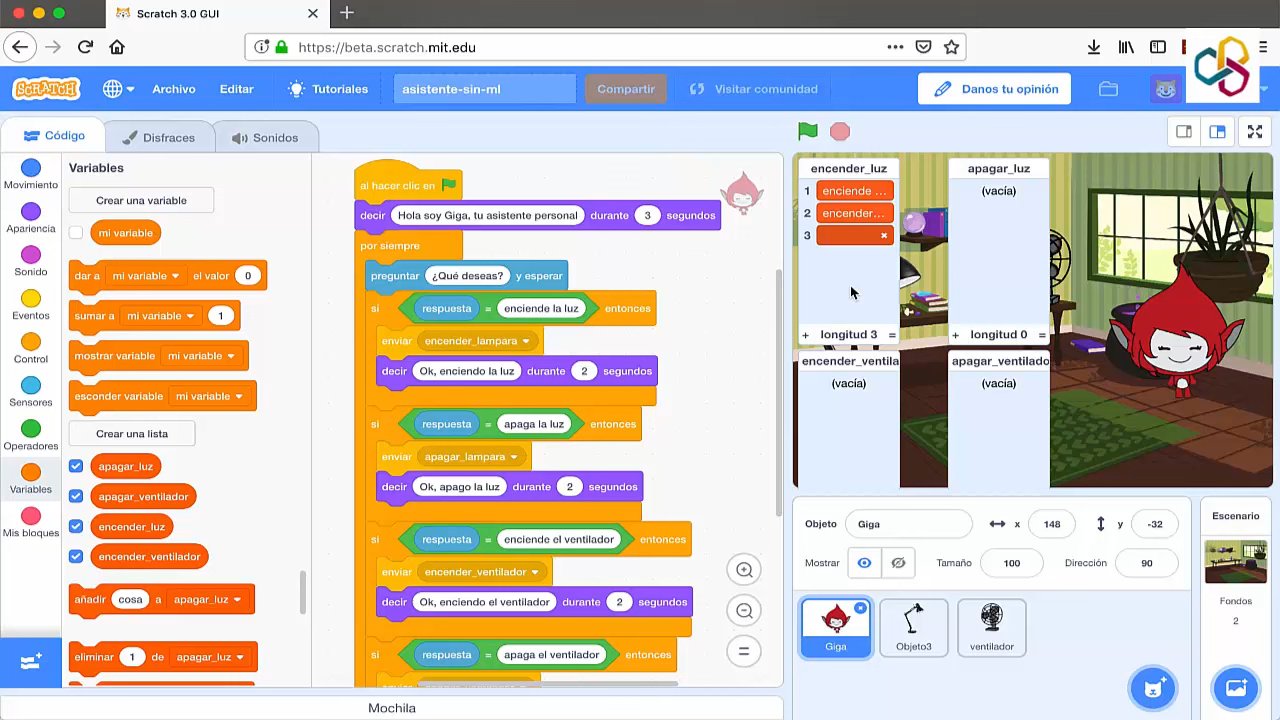 Scratch 3.0 GUI
https://beta.scratch.mit.edu
SCRATCH
Archivo
Editar
Tutoriales
asistente-sin-ml
Compartir
Visitar comunidad
Danos tu opinión
Código
Disfraces
Sonidos
Movimiento
Apariencia
Sonido
Eventos
Control
Sensores
Operadores
Variables
Mis bloques
Variables
Crear una variable
mi variable
dar a mi variable el valor 0
sumar a mi variable 1
mostrar variable mi variable
esconder variable mi variable
Crear una lista
apagar_luz
apagar_ventilador
encender_luz
encender_ventilador
añadir cosa a apagar_luz
eliminar 1 de apagar_luz
al hacer clic en
decir Hola soy Giga, tu asistente personal durante 3 segundos
por siempre
preguntar ¿Qué deseas? y esperar
si respuesta = enciende la luz entonces
enviar encender_lampara
decir Ok, enciendo la luz durante 2 segundos
si respuesta = apaga la luz entonces
enviar apagar_lampara
decir Ok, apago la luz durante 2 segundos
si respuesta = enciende el ventilador entonces
enviar encender_ventilador
decir Ok, enciendo el ventilador durante 2 segundos
si respuesta = apaga el ventilador entonces
Mochila
encender_luz
1 enciende ...
2 encender...
3
+ longitud 3 =
apagar_luz
(vacía)
+ longitud 0 =
encender_ventila
(vacía)
apagar_ventilado
(vacía)
Objeto Giga x 148 y -32
Mostrar Tamaño 100 Dirección 90
Giga
Objeto3
ventilador
Escenario
Fondos
2